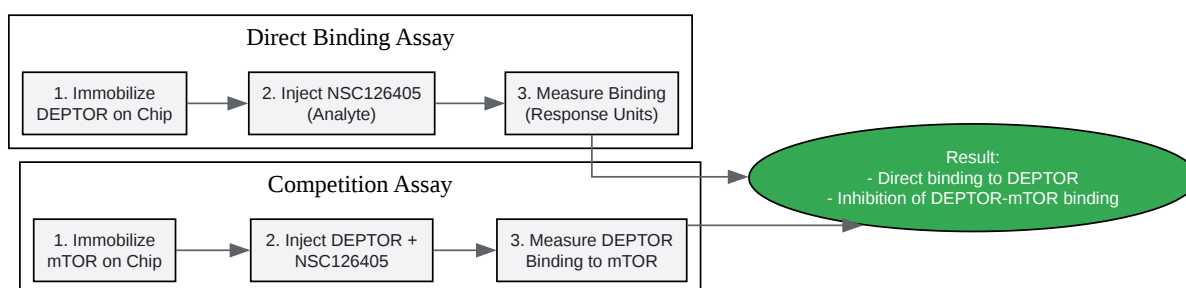 Direct Binding Assay
1. Immobilize
DEPTOR on Chip
2. Inject NSC126405
(Analyte)
3. Measure Binding
(Response Units)
Competition Assay
1. Immobilize
mTOR on Chip
2. Inject DEPTOR +
NSC126405
3. Measure DEPTOR
Binding to mTOR
Result:
- Direct binding to DEPTOR
- Inhibition of DEPTOR-mTOR binding